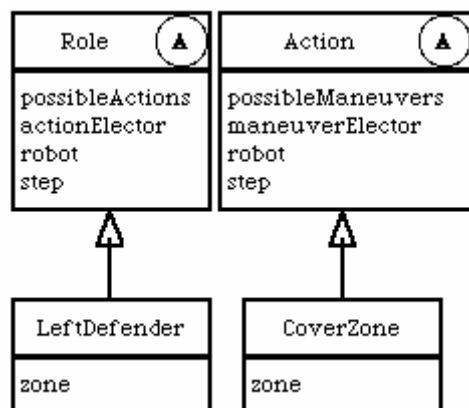 Role A
possibleActions
actionElector
robot
step
Action A
possibleManeuvers
maneuverElector
robot
step
LeftDefender
zone
CoverZone
zone